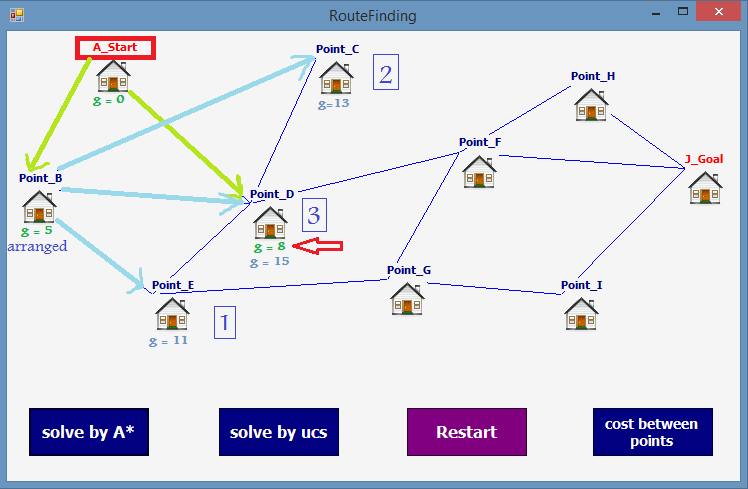 RouteFinding
A_Start
g = 0
Point_C
2
g=13
Point_H
Point_F
J_Goal
Point_B
g = 5
arranged
Point_D
3
g = 8
g = 15
Point_E
1
g = 11
Point_G
Point_I
solve by A*
solve by ucs
Restart
cost between
points